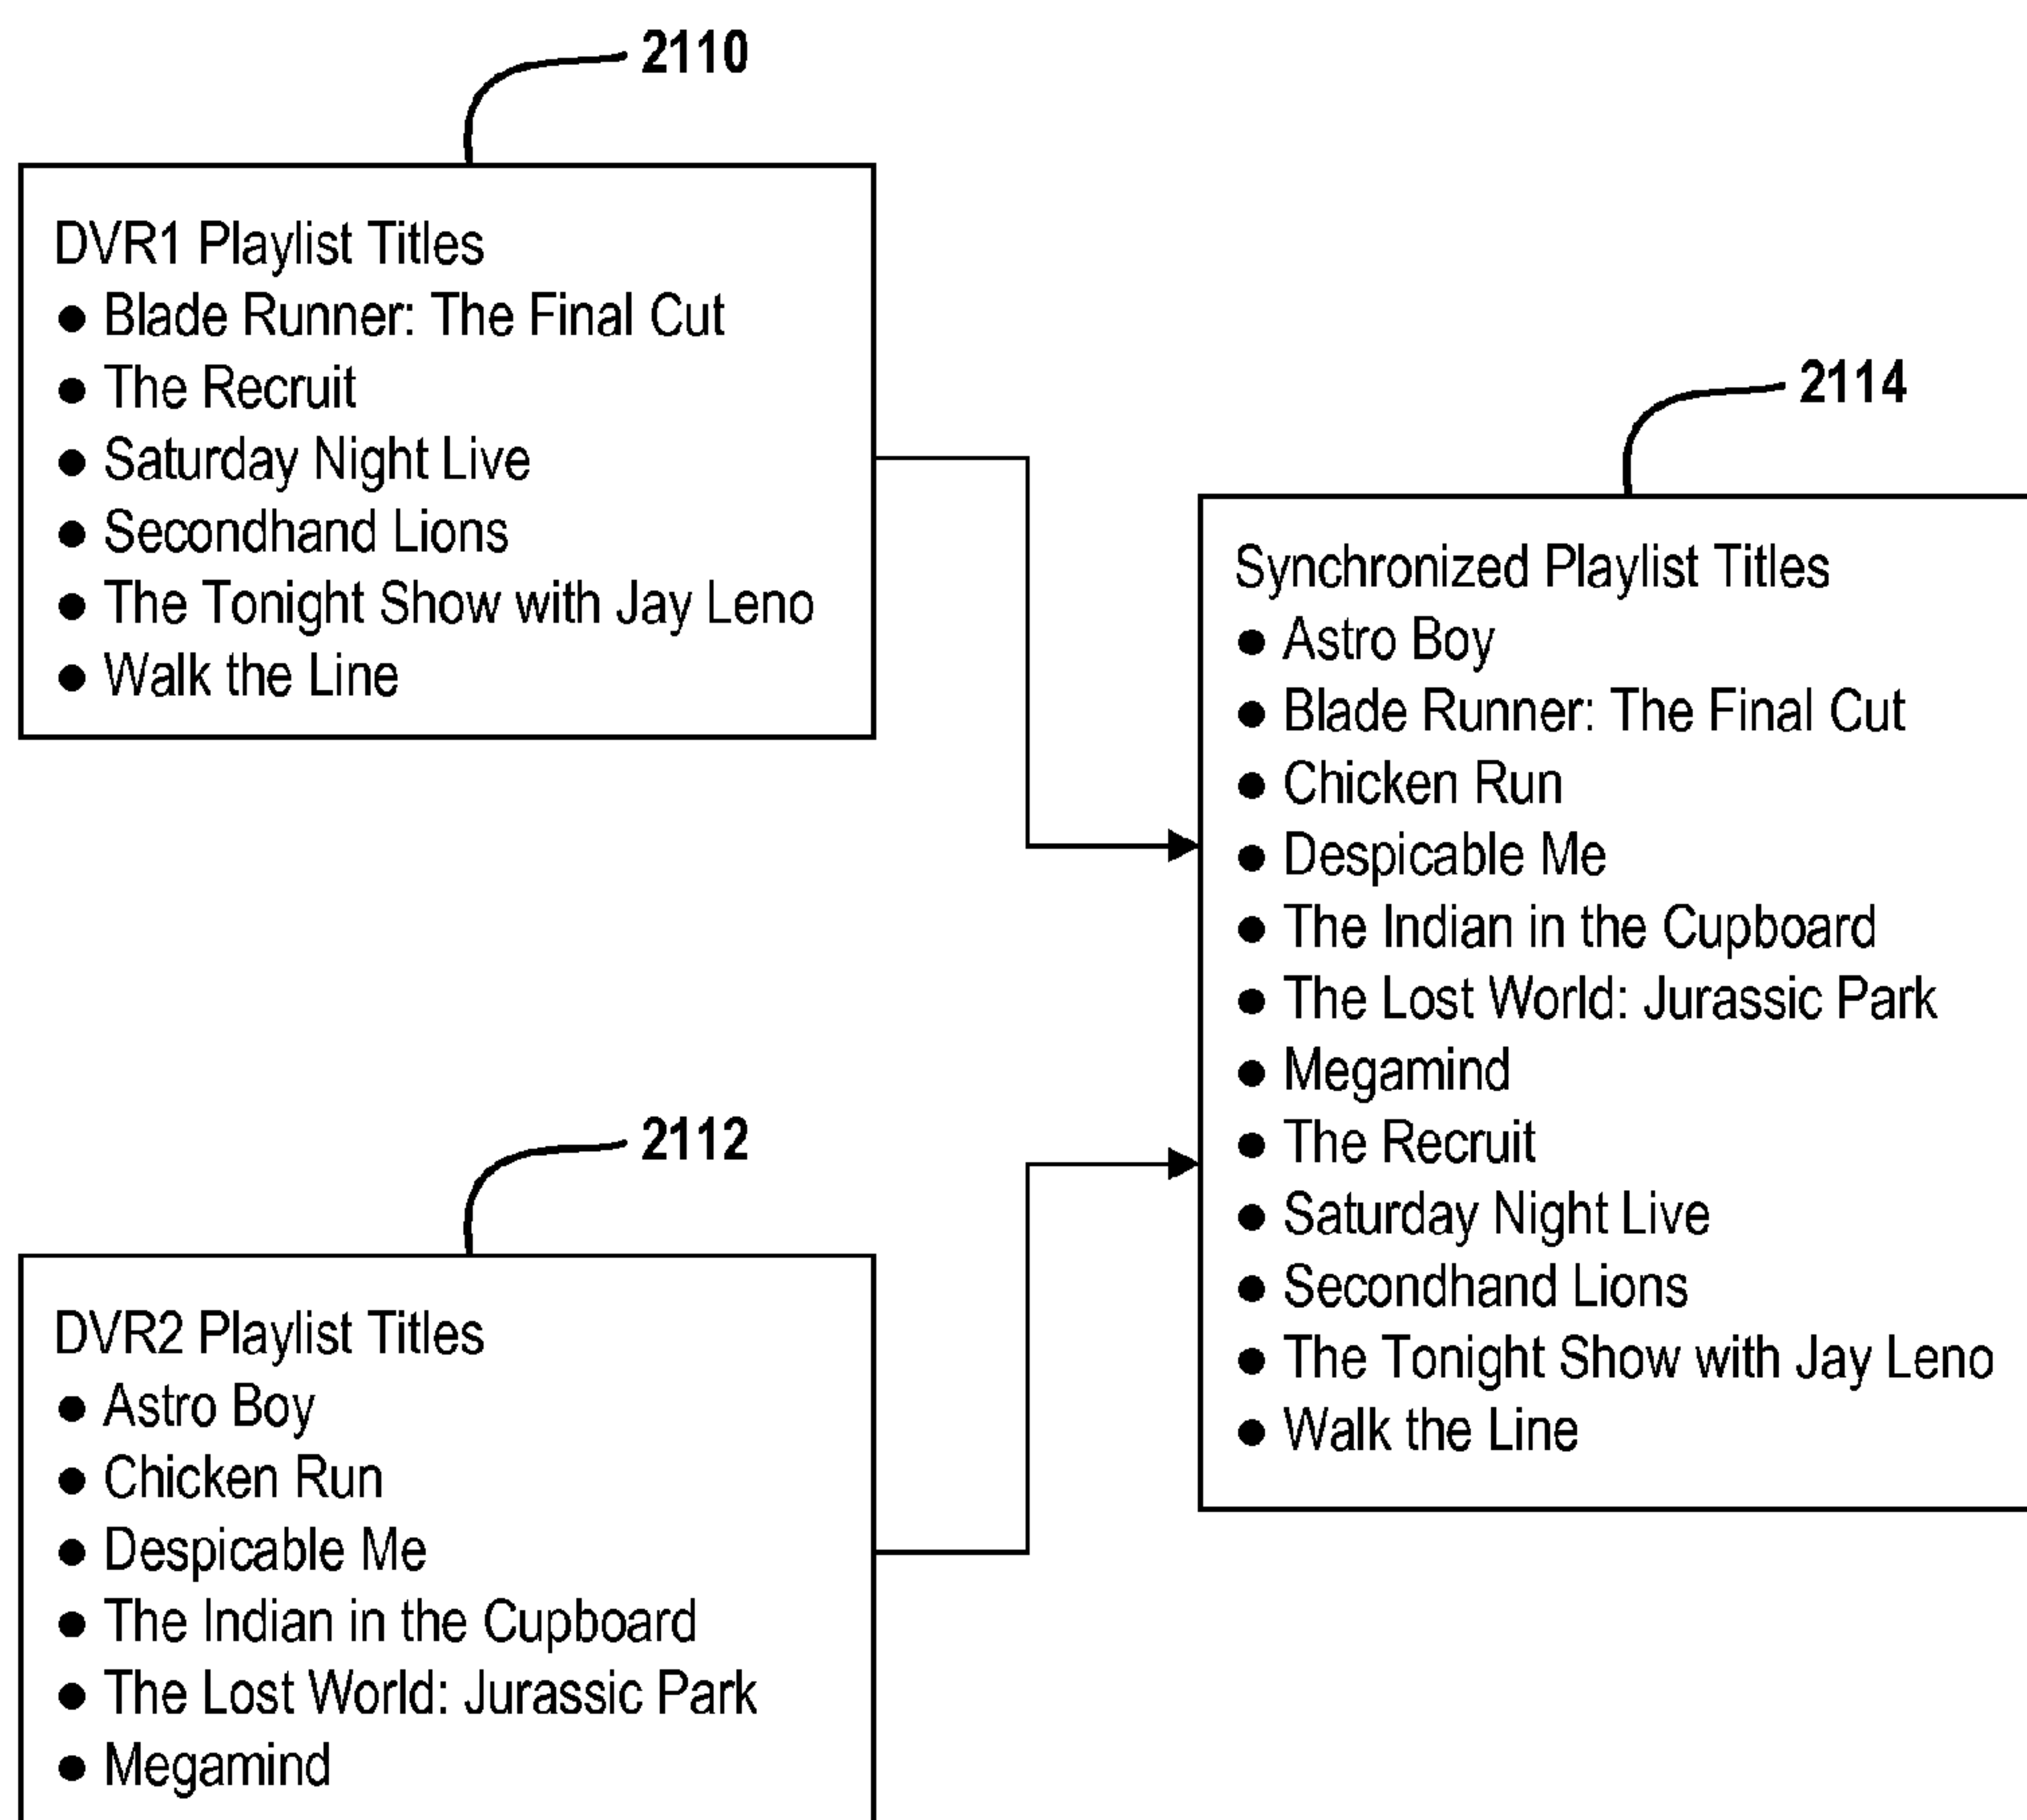 2110
DVR1 Playlist Titles
● Blade Runner: The Final Cut
● The Recruit
● Saturday Night Live
● Secondhand Lions
● The Tonight Show with Jay Leno
● Walk the Line
2114
Synchronized Playlist Titles
● Astro Boy
● Blade Runner: The Final Cut
● Chicken Run
● Despicable Me
● The Indian in the Cupboard
● The Lost World: Jurassic Park
● Megamind
● The Recruit
● Saturday Night Live
● Secondhand Lions
● The Tonight Show with Jay Leno
● Walk the Line
2112
DVR2 Playlist Titles
● Astro Boy
● Chicken Run
● Despicable Me
● The Indian in the Cupboard
● The Lost World: Jurassic Park
● Megamind